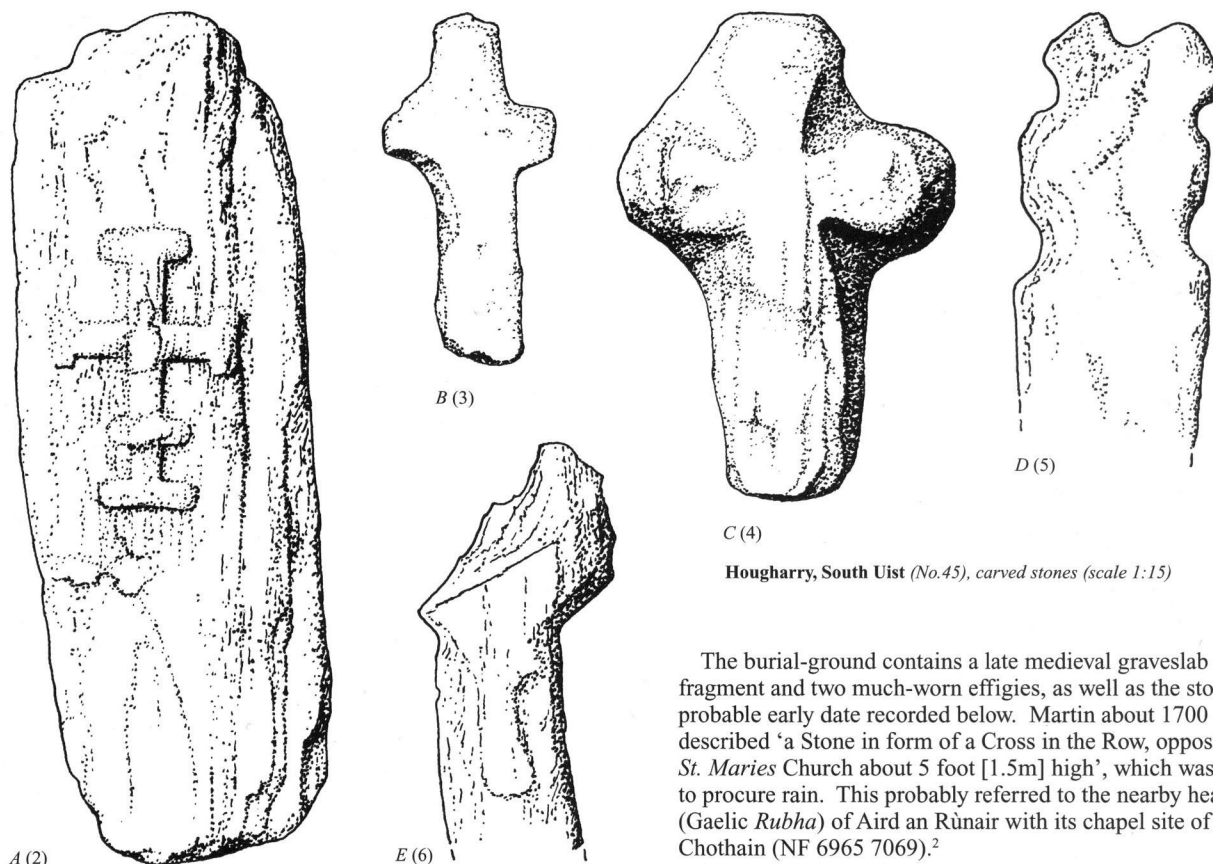 B (3)
D (5)
C (4)
Hougharry, South Uist (No.45), carved stones (scale 1:15)
The burial-ground contains a late medieval graveslab
fragment and two much-worn effigies, as well as the
probable early date recorded below. Martin about 1700
described ‘a Stone in form of a Cross in the Row,
St. Maries Church about 5 foot [1.5m] high’, which was
to procure rain. This probably referred to the nearby
(Gaelic Rubha) of Aird an Rùnair with its chapel site of
Chothain (NF 6965 7069).2
A (2)
E (6)